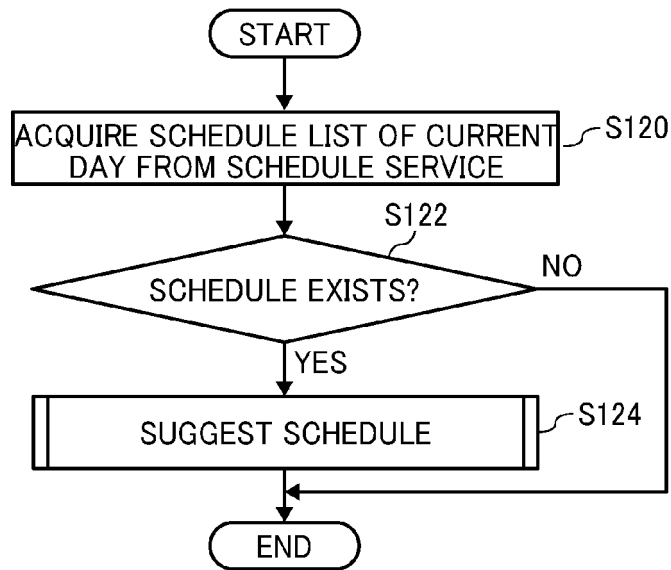 START
ACQUIRE SCHEDULE LIST OF CURRENT
DAY FROM SCHEDULE SERVICE
S120
S122
SCHEDULE EXISTS?
NO
YES
SUGGEST SCHEDULE
S124
END